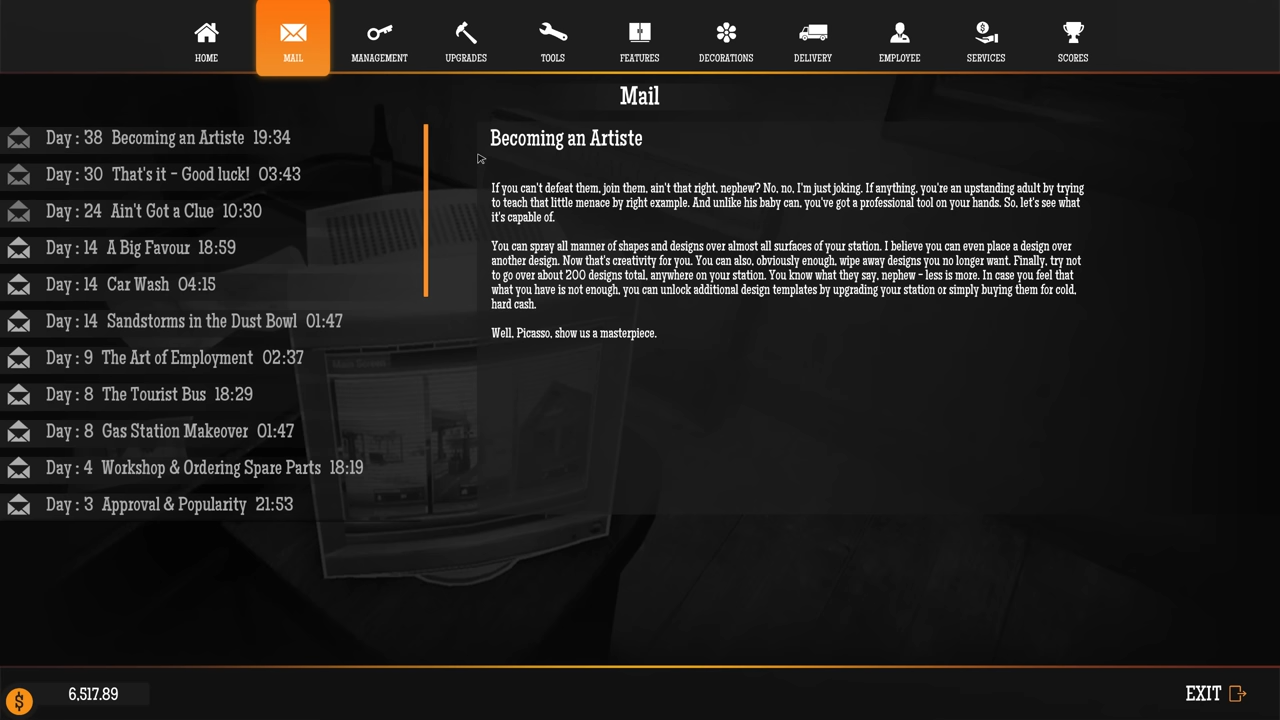 HOME MAIL MANAGEMENT UPGRADES TOOLS FEATURES DECORATIONS DELIVERY EMPLOYEE SERVICES SCORES
Mail
Day : 38 Becoming an Artiste 19:34
Day : 30 That's it - Good luck! 03:43
Day : 24 Ain't Got a Clue 10:30
Day : 14 A Big Favour 18:59
Day : 14 Car Wash 04:15
Day : 14 Sandstorms in the Dust Bowl 01:47
Day : 9 The Art of Employment 02:37
Day : 8 The Tourist Bus 18:29
Day : 8 Gas Station Makeover 01:47
Day : 4 Workshop & Ordering Spare Parts 18:19
Day : 3 Approval & Popularity 21:53
Becoming an Artiste
If you can't defeat them, join them, ain't that right, nephew? No, no, I'm just joking. If anything, you're an upstanding adult by trying
to teach that little menace by right example. And unlike his baby can, you've got a professional tool on your hands. So, let's see what
it's capable of.
You can spray all manner of shapes and designs over almost all surfaces of your station. I believe you can even place a design over
another design. Now that's creativity for you. You can also, obviously enough, wipe away designs you no longer want. Finally, try not
to go over about 200 designs total, anywhere on your station. You know what they say, nephew - less is more. In case you feel that
what you have is not enough, you can unlock additional design templates by upgrading your station or simply buying them for cold,
hard cash.
Well, Picasso, show us a masterpiece.
$ 6,517.89
EXIT